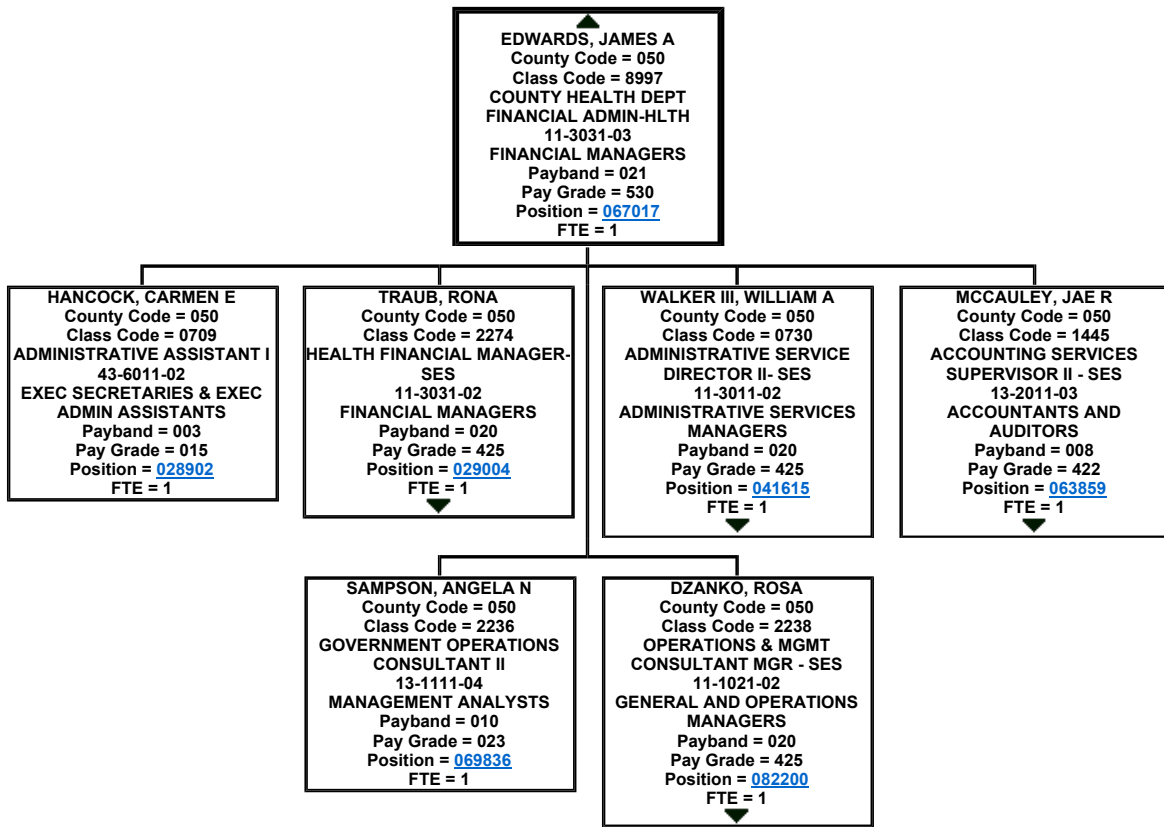 EDWARDS, JAMES A
County Code = 050
Class Code = 8997
COUNTY HEALTH DEPT
FINANCIAL ADMIN-HLTH
11-3031-03
FINANCIAL MANAGERS
Payband = 021
Pay Grade = 530
Position = 067017
FTE = 1
HANCOCK, CARMEN E
County Code = 050
Class Code = 0709
ADMINISTRATIVE ASSISTANT I
43-6011-02
EXEC SECRETARIES & EXEC
ADMIN ASSISTANTS
Payband = 003
Pay Grade = 015
Position = 028902
FTE = 1
TRAUB, RONA
County Code = 050
Class Code = 2274
HEALTH FINANCIAL MANAGER-
SES
11-3031-02
FINANCIAL MANAGERS
Payband = 020
Pay Grade = 425
Position = 029004
FTE = 1
WALKER III, WILLIAM A
County Code = 050
Class Code = 0730
ADMINISTRATIVE SERVICE
DIRECTOR II- SES
11-3011-02
ADMINISTRATIVE SERVICES
MANAGERS
Payband = 020
Pay Grade = 425
Position = 041615
FTE = 1
MCCAULEY, JAE R
County Code = 050
Class Code = 1445
ACCOUNTING SERVICES
SUPERVISOR II - SES
13-2011-03
ACCOUNTANTS AND
AUDITORS
Payband = 008
Pay Grade = 422
Position = 063859
FTE = 1
SAMPSON, ANGELA N
County Code = 050
Class Code = 2236
GOVERNMENT OPERATIONS
CONSULTANT II
13-1111-04
MANAGEMENT ANALYSTS
Payband = 010
Pay Grade = 023
Position = 069836
FTE = 1
DZANKO, ROSA
County Code = 050
Class Code = 2238
OPERATIONS & MGMT
CONSULTANT MGR - SES
11-1021-02
GENERAL AND OPERATIONS
MANAGERS
Payband = 020
Pay Grade = 425
Position = 082200
FTE = 1